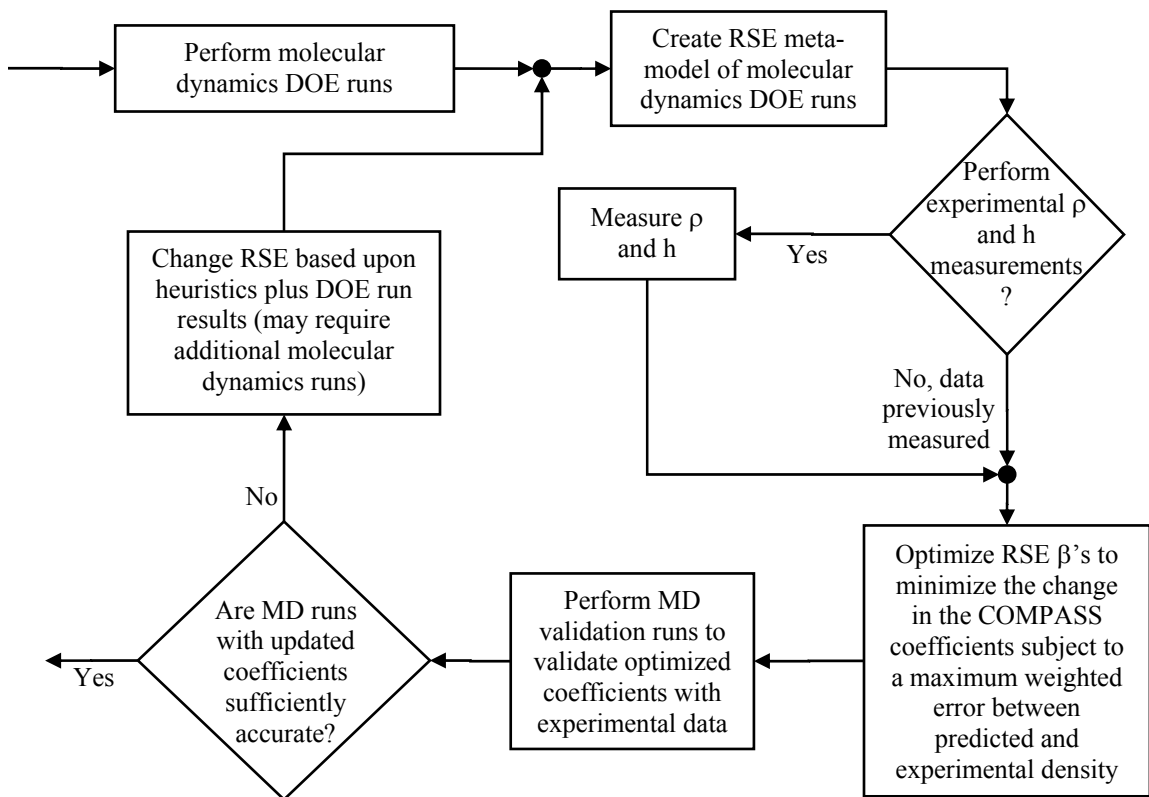 Perform molecular
dynamics DOE runs
Create RSE meta-
model of molecular
dynamics DOE runs
Perform
experimental ρ
and h
measurements
?
Yes
Measure ρ
and h
No, data
previously
measured
Optimize RSE β's to
minimize the change
in the COMPASS
coefficients subject to
a maximum weighted
error between
predicted and
experimental density
Perform MD
validation runs to
validate optimized
coefficients with
experimental data
Are MD runs
with updated
coefficients
sufficiently
accurate?
Yes
No
Change RSE based upon
heuristics plus DOE run
results (may require
additional molecular
dynamics runs)